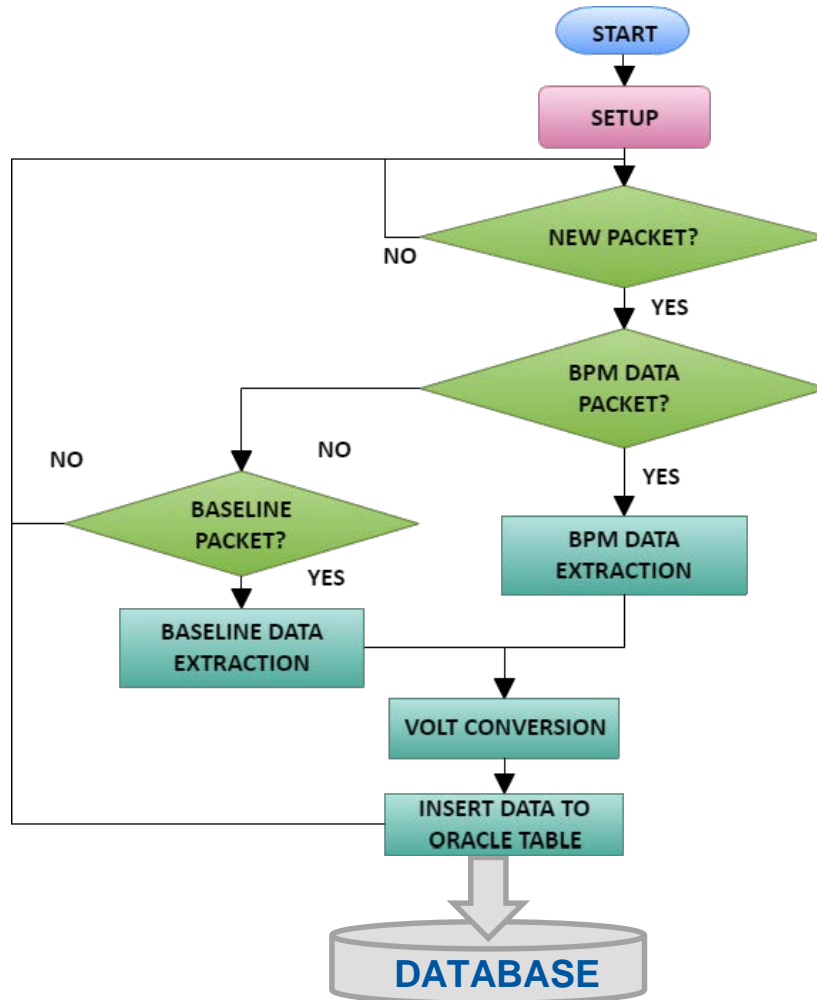 START
SETUP
NEW PACKET?
NO
YES
BPM DATA
PACKET?
NO
NO
YES
BASELINE
PACKET?
BPM DATA
EXTRACTION
YES
BASELINE DATA
EXTRACTION
VOLT CONVERSION
INSERT DATA TO
ORACLE TABLE
DATABASE